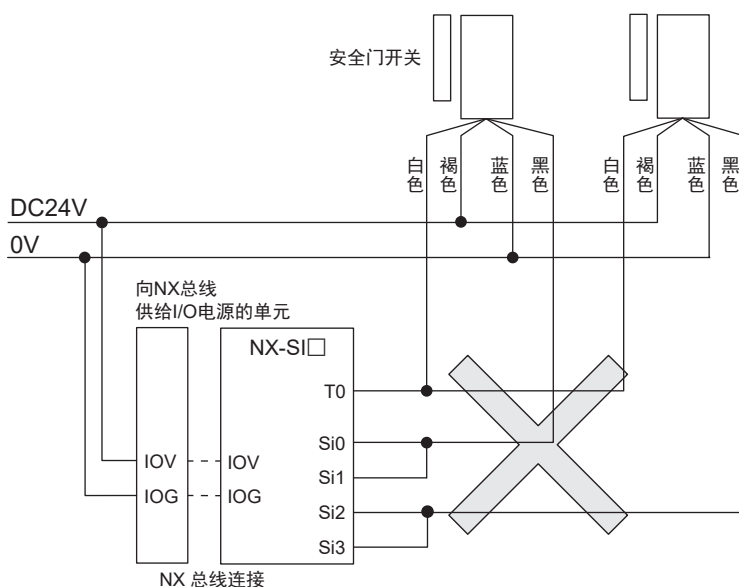 安全门开关
白色
褐色
蓝色
黑色
白色
褐色
蓝色
黑色
DC24V
0V
向NX总线
供给I/O电源的单元
NX-SI□
T0
Si0
IOV
IOV
Si1
IOG
IOG
Si2
Si3
NX 总线连接